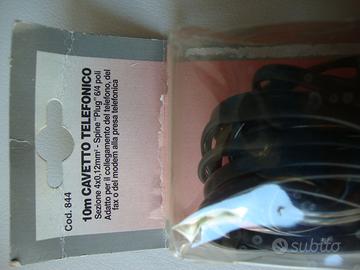 10m CAVETTO TELEFONICO
Sezione 4x0,12mm² - Spine "Plug" 6/4 poli
Adatto per il collegamento del telefono, del
fax o del modem alla presa telefonica
Cod. 844
subito